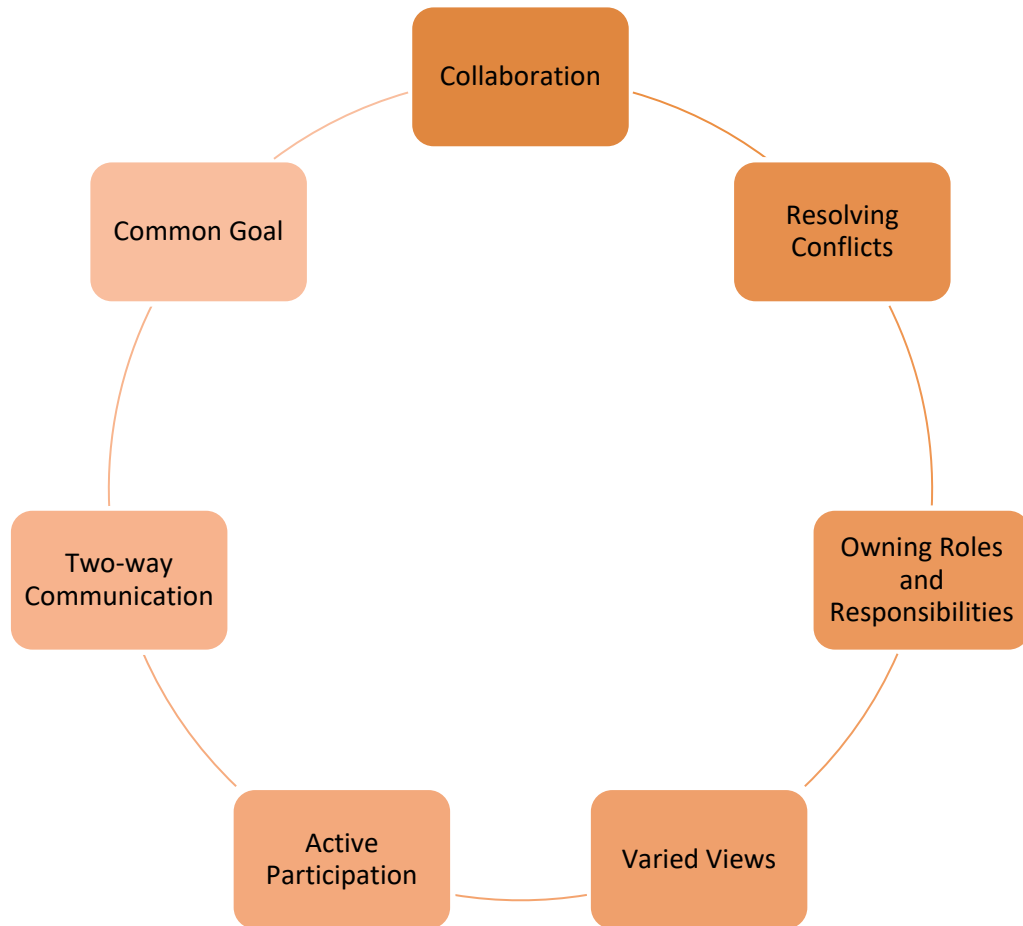 Collaboration
Resolving
Conflicts
Owning Roles
and
Responsibilities
Varied Views
Active
Participation
Two-way
Communication
Common Goal